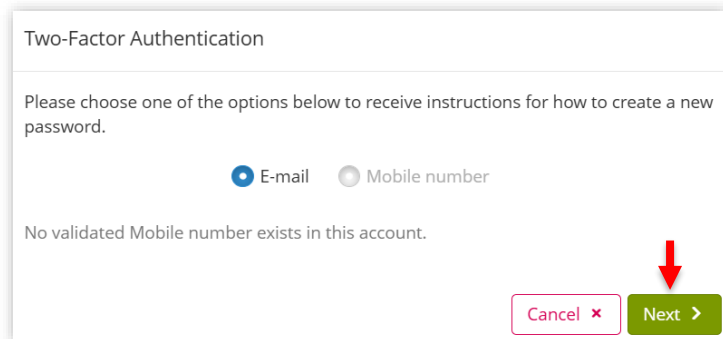 Two-Factor Authentication
Please choose one of the options below to receive instructions for how to create a new
password.
E-mail Mobile number
No validated Mobile number exists in this account.
Cancel × Next >